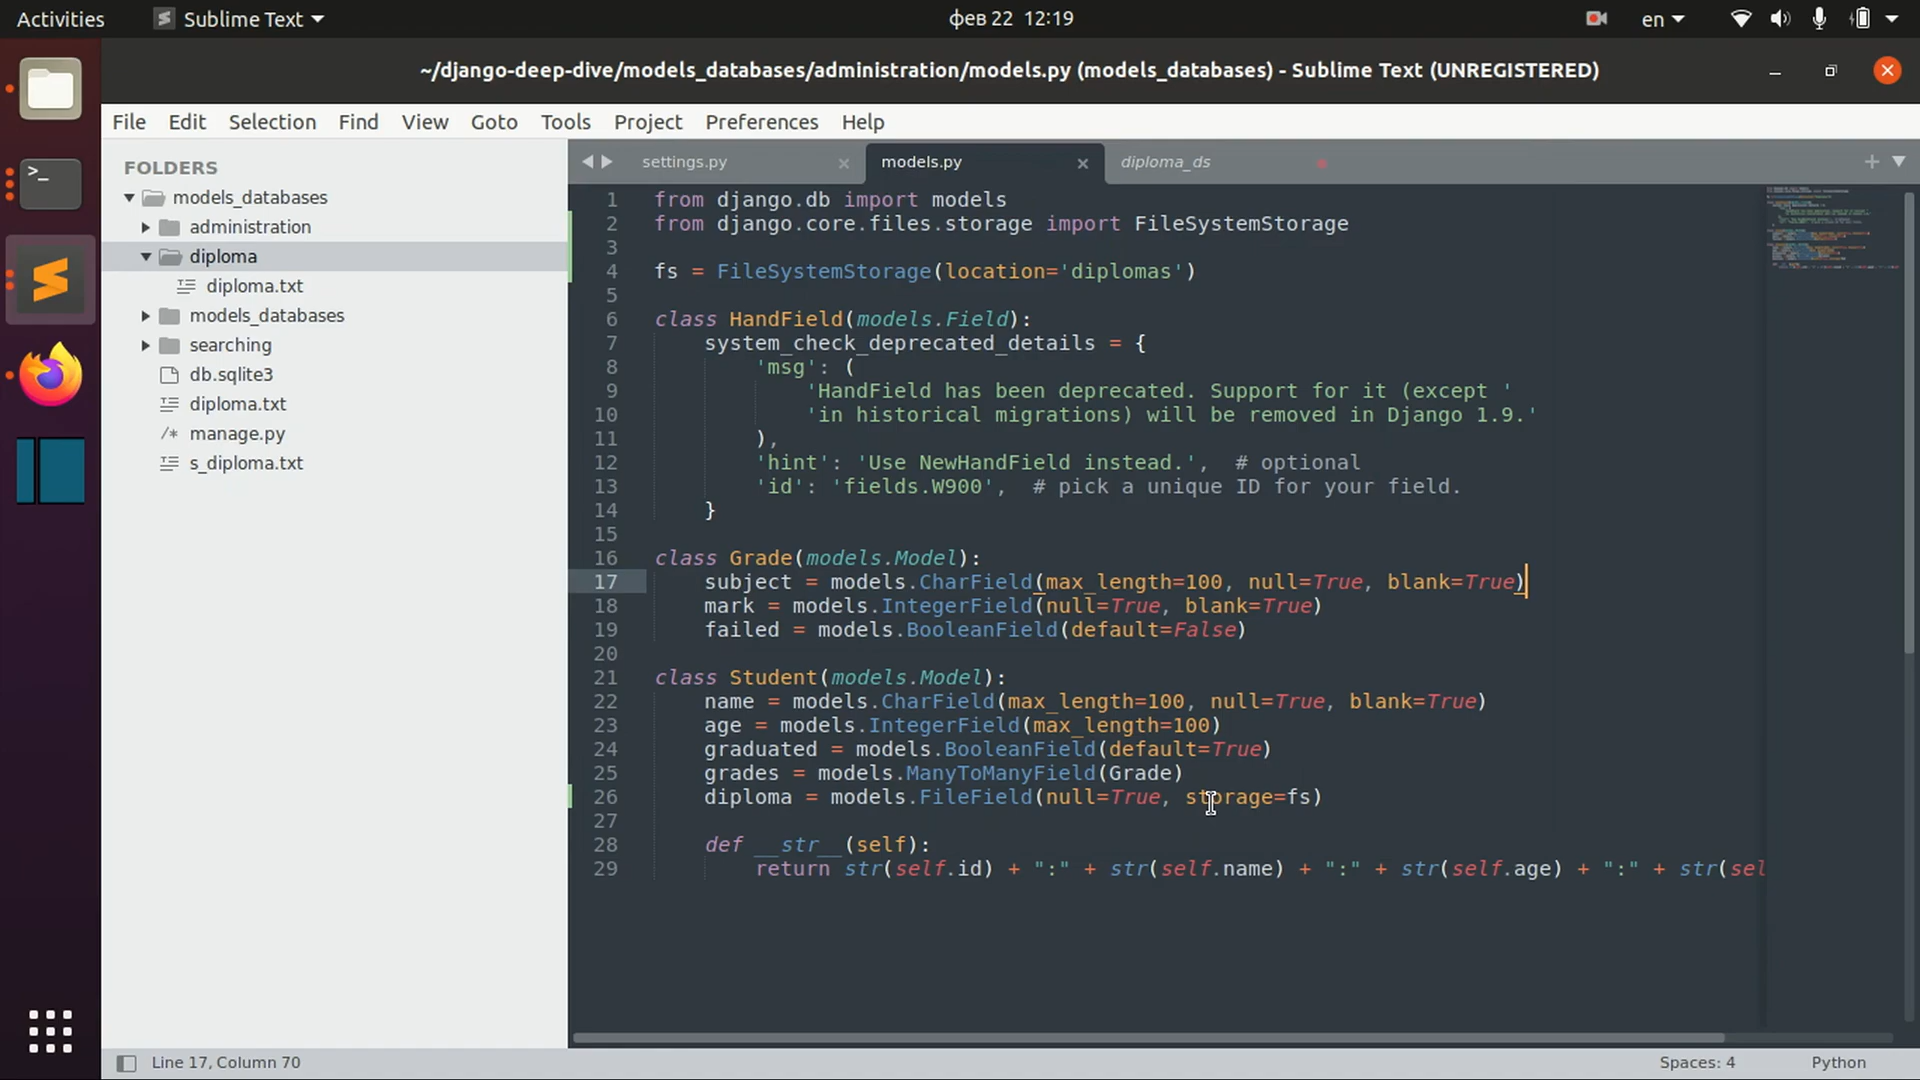 Activities
Sublime Text
фев 22 12:19
en
~/django-deep-dive/models_databases/administration/models.py (models_databases) - Sublime Text (UNREGISTERED)
File Edit Selection Find View Goto Tools Project Preferences Help
FOLDERS
models_databases
administration
diploma
diploma.txt
models_databases
searching
db.sqlite3
diploma.txt
manage.py
s_diploma.txt
settings.py
models.py
diploma_ds
1 from django.db import models
2 from django.core.files.storage import FileSystemStorage
3
4 fs = FileSystemStorage(location='diplomas')
5
6 class HandField(models.Field):
7 system_check_deprecated_details = {
8 'msg': (
9 'HandField has been deprecated. Support for it (except '
10 'in historical migrations) will be removed in Django 1.9.'
11 ),
12 'hint': 'Use NewHandField instead.', # optional
13 'id': 'fields.W900', # pick a unique ID for your field.
14 }
15
16 class Grade(models.Model):
17 subject = models.CharField(max_length=100, null=True, blank=True)
18 mark = models.IntegerField(null=True, blank=True)
19 failed = models.BooleanField(default=False)
20
21 class Student(models.Model):
22 name = models.CharField(max_length=100, null=True, blank=True)
23 age = models.IntegerField(max_length=100)
24 graduated = models.BooleanField(default=True)
25 grades = models.ManyToManyField(Grade)
26 diploma = models.FileField(null=True, storage=fs)
27
28 def __str__(self):
29 return str(self.id) + ":" + str(self.name) + ":" + str(self.age) + ":" + str(sel
Line 17, Column 70
Spaces: 4
Python